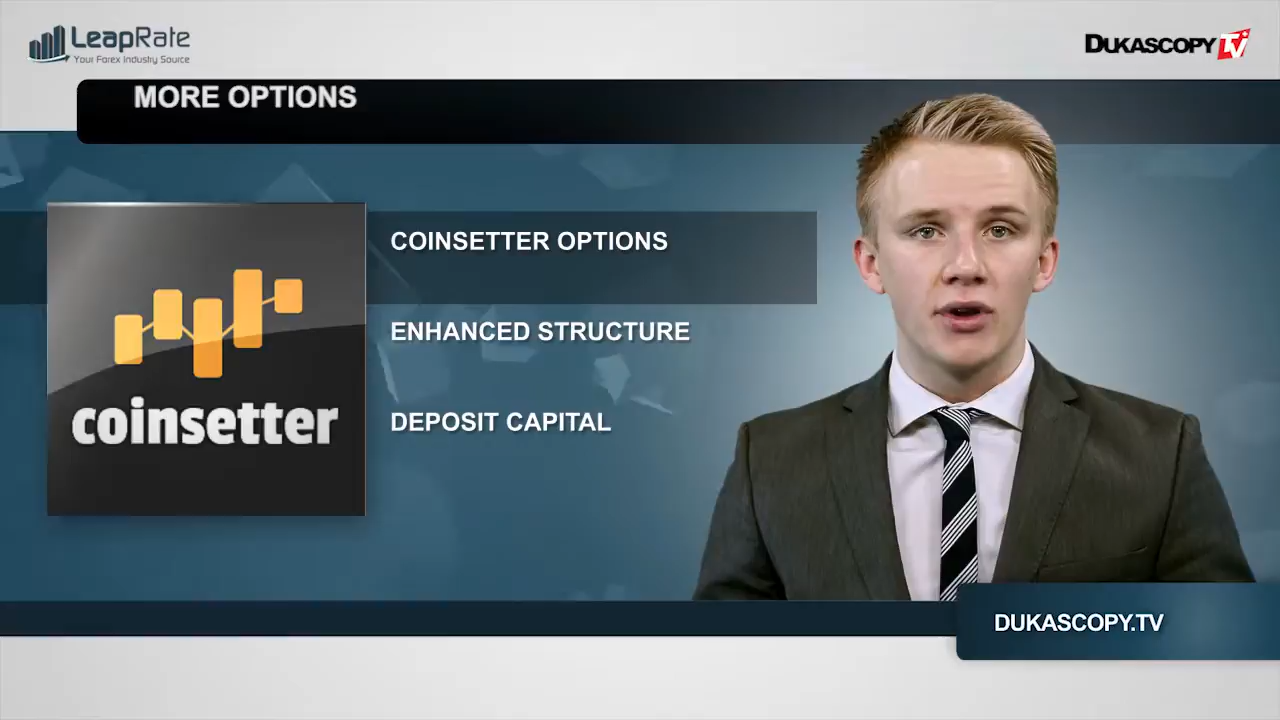 LeapRate
Your Forex Industry Source
DUKASCOPY TV
MORE OPTIONS
COINSETTER OPTIONS
ENHANCED STRUCTURE
DEPOSIT CAPITAL
coinsetter
DUKASCOPY.TV